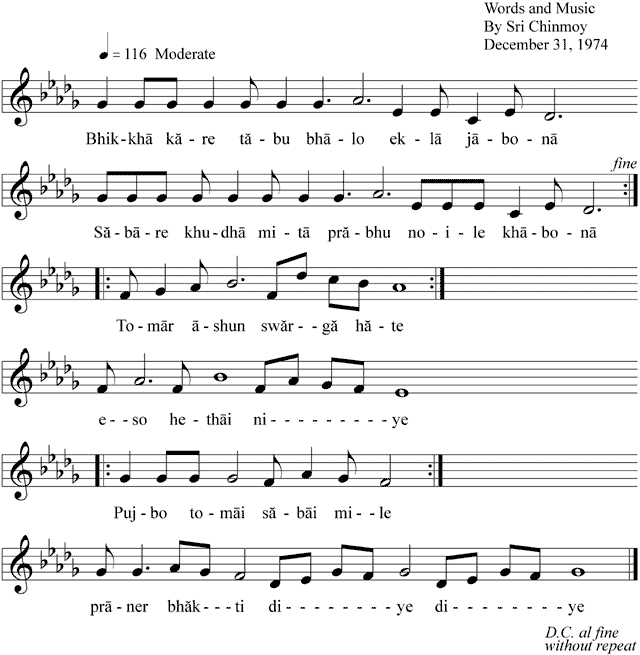 Words and Music
By Sri Chinmoy
December 31, 1974
= 116 Moderate
Bhik-khā kă-re tă-bu bhā-lo ek-lā jā-bo-nā
fine
Să-bā-re khu-dhā mi-tā pră-bhu no-i-le khā-bo-nā
To-mār ā-shun swăr--gă hă-te
e--so he-thāi ni---------ye
Puj-bo to-māi să-bāi mi--le
prā-ner bhăk----ti di-------ye di--------ye
D.C. al fine
without repeat